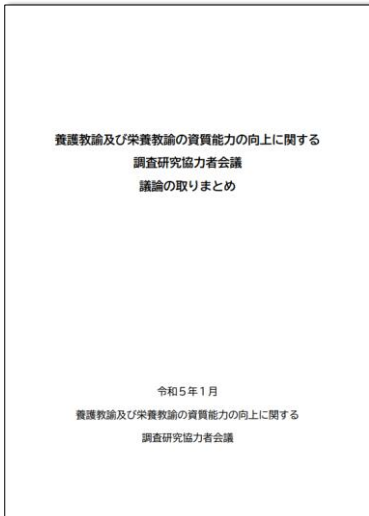 養護教諭及び栄養教諭の資質能力の向上に関する
調査研究協力者会議
議論の取りまとめ
令和５年１月
養護教諭及び栄養教諭の資質能力の向上に関する
調査研究協力者会議